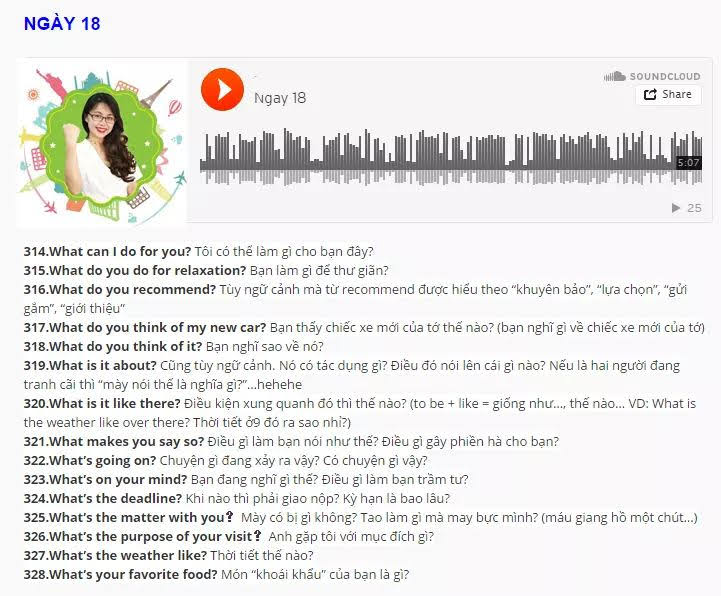 NGÀY 18
SOUNDCLOUD
Share
Ngay 18
5:07
25
314.What can I do for you? Tôi có thể làm gì cho bạn đây?
315.What do you do for relaxation? Bạn làm gì để thư giãn?
316.What do you recommend? Tùy ngữ cảnh mà từ recommend được hiểu theo “khuyên bảo”, “lựa chọn”, “gửi
gắm”, “giới thiệu”
317.What do you think of my new car? Bạn thấy chiếc xe mới của tớ thế nào? (bạn nghĩ gì về chiếc xe mới của tớ)
318.What do you think of it? Bạn nghĩ sao về nó?
319.What is it about? Cũng tùy ngữ cảnh. Nó có tác dụng gì? Điều đó nói lên cái gì nào? Nếu là hai người đang
tranh cãi thì “mày nói thế là nghĩa gì?”…hehehe
320.What is it like there? Điều kiện xung quanh đó thì thế nào? (to be + like = giống như…, thế nào… VD: What is
the weather like over there? Thời tiết ở9 đó ra sao nhỉ?)
321.What makes you say so? Điều gì làm bạn nói như thế? Điều gì gây phiền hà cho bạn?
322.What’s going on? Chuyện gì đang xảy ra vậy? Có chuyện gì vậy?
323.What’s on your mind? Bạn đang nghĩ gì thế? Điều gì làm bạn trầm tư?
324.What’s the deadline? Khi nào thì phải giao nộp? Kỳ hạn là bao lâu?
325.What’s the matter with you? Mày có bị gì không? Tao làm gì mà may bực mình? (máu giang hồ một chút…)
326.What’s the purpose of your visit? Anh gặp tôi với mục đích gì?
327.What’s the weather like? Thời tiết thế nào?
328.What’s your favorite food? Món “khoái khẩu” của bạn là gì?